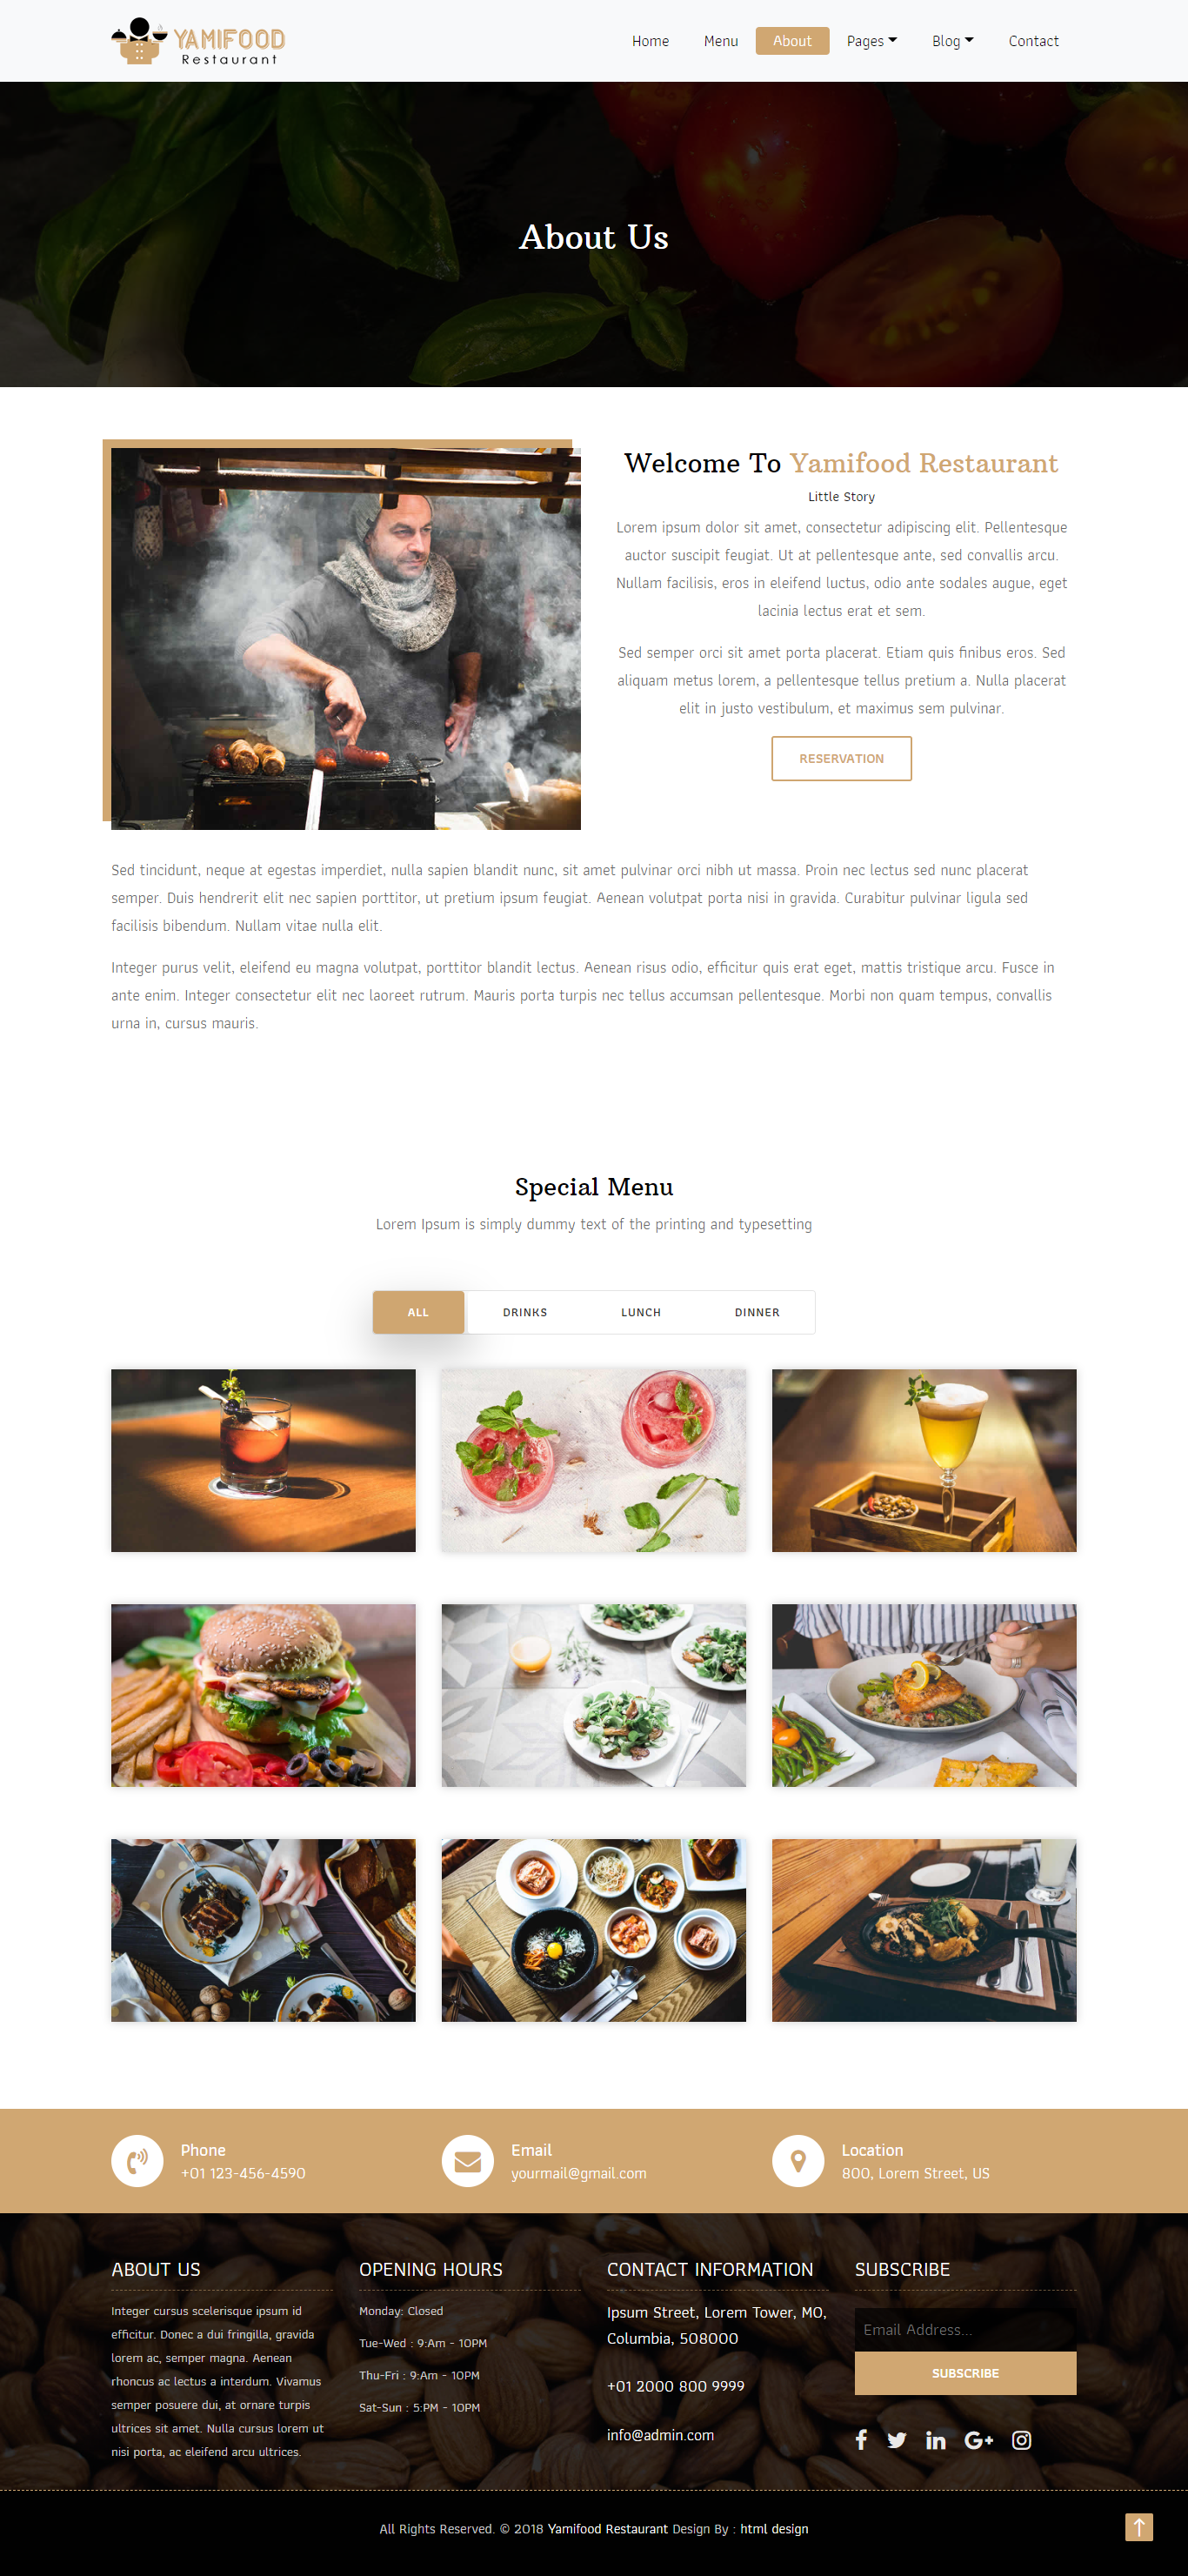 YAMIFOOD
Restaurant
Home Menu About Pages Blog Contact
About Us
Welcome To Yamifood Restaurant
Little Story
Lorem ipsum dolor sit amet, consectetur adipiscing elit. Pellentesque
auctor suscipit feugiat. Ut at pellentesque ante, sed convallis arcu.
Nullam facilisis, eros in eleifend luctus, odio ante sodales augue, eget
lacinia lectus erat et sem.
Sed semper orci sit amet porta placerat. Etiam quis finibus eros. Sed
aliquam metus lorem, a pellentesque tellus pretium a. Nulla placerat
elit in justo vestibulum, et maximus sem pulvinar.
RESERVATION
Sed tincidunt, neque at egestas imperdiet, nulla sapien blandit nunc, sit amet pulvinar orci nibh ut massa. Proin nec lectus sed nunc placerat
semper. Duis hendrerit elit nec sapien porttitor, ut pretium ipsum feugiat. Aenean volutpat porta nisi in gravida. Curabitur pulvinar ligula sed
facilisis bibendum. Nullam vitae nulla elit.
Integer purus velit, eleifend eu magna volutpat, porttitor blandit lectus. Aenean risus odio, efficitur quis erat eget, mattis tristique arcu. Fusce in
ante enim. Integer consectetur elit nec laoreet rutrum. Mauris porta turpis nec tellus accumsan pellentesque. Morbi non quam tempus, convallis
urna in, cursus mauris.
Special Menu
Lorem Ipsum is simply dummy text of the printing and typesetting
ALL DRINKS LUNCH DINNER
Phone
+01 123-456-4590
Email
yourmail@gmail.com
Location
800, Lorem Street, US
ABOUT US
Integer cursus scelerisque ipsum id
efficitur. Donec a dui fringilla, gravida
lorem ac, semper magna. Aenean
rhoncus ac lectus a interdum. Vivamus
semper posuere dui, at ornare turpis
ultrices sit amet. Nulla cursus lorem ut
nisi porta, ac eleifend arcu ultrices.
OPENING HOURS
Monday: Closed
Tue-Wed : 9:Am - 10PM
Thu-Fri : 9:Am - 10PM
Sat-Sun : 5:PM - 10PM
CONTACT INFORMATION
Ipsum Street, Lorem Tower, MO,
Columbia, 508000
+01 2000 800 9999
info@admin.com
SUBSCRIBE
Email Address...
SUBSCRIBE
All Rights Reserved. © 2018 Yamifood Restaurant Design By : html design